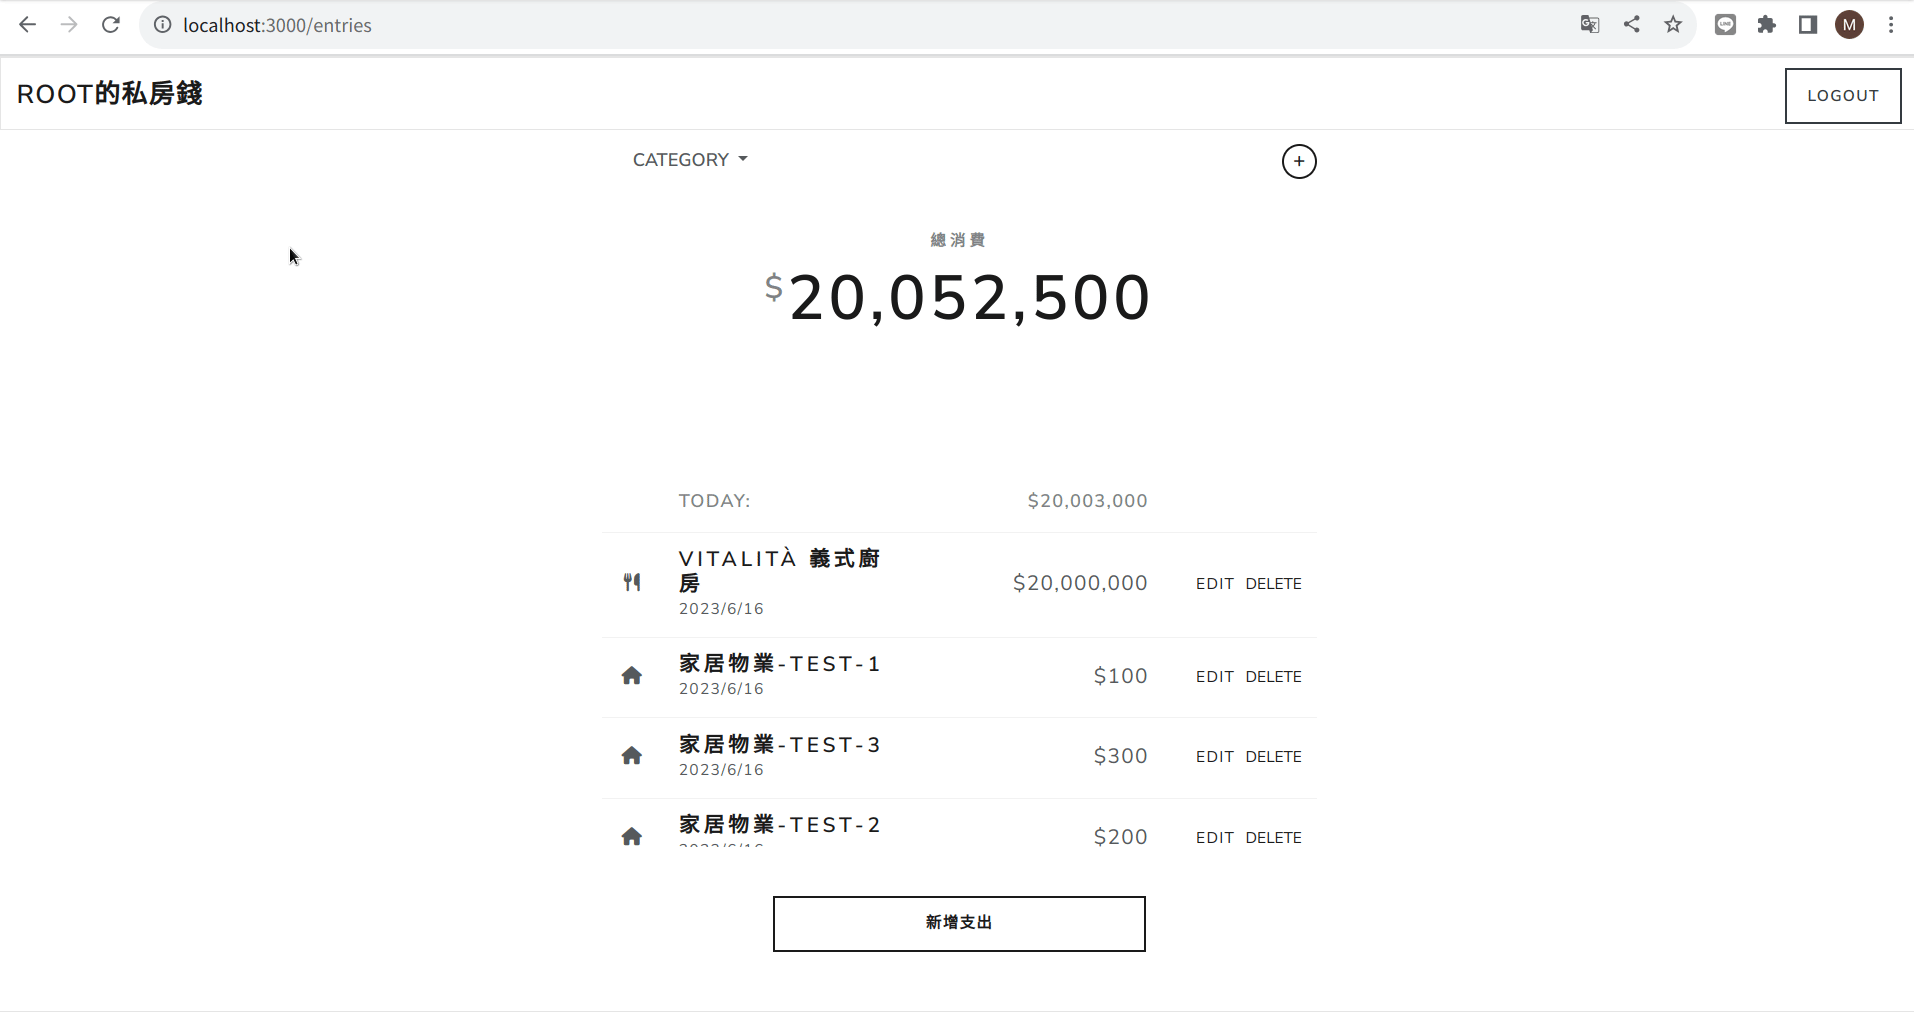 localhost:3000/entries
M
ROOT的私房錢
LOGOUT
CATEGORY
+
總消費
$20,052,500
TODAY: $20,003,000
VITALITÀ 義式廚
房
2023/6/16
$20,000,000 EDIT DELETE
家居物業-TEST-1
2023/6/16
$100 EDIT DELETE
家居物業-TEST-3
2023/6/16
$300 EDIT DELETE
家居物業-TEST-2
2023/6/16
$200 EDIT DELETE
新增支出